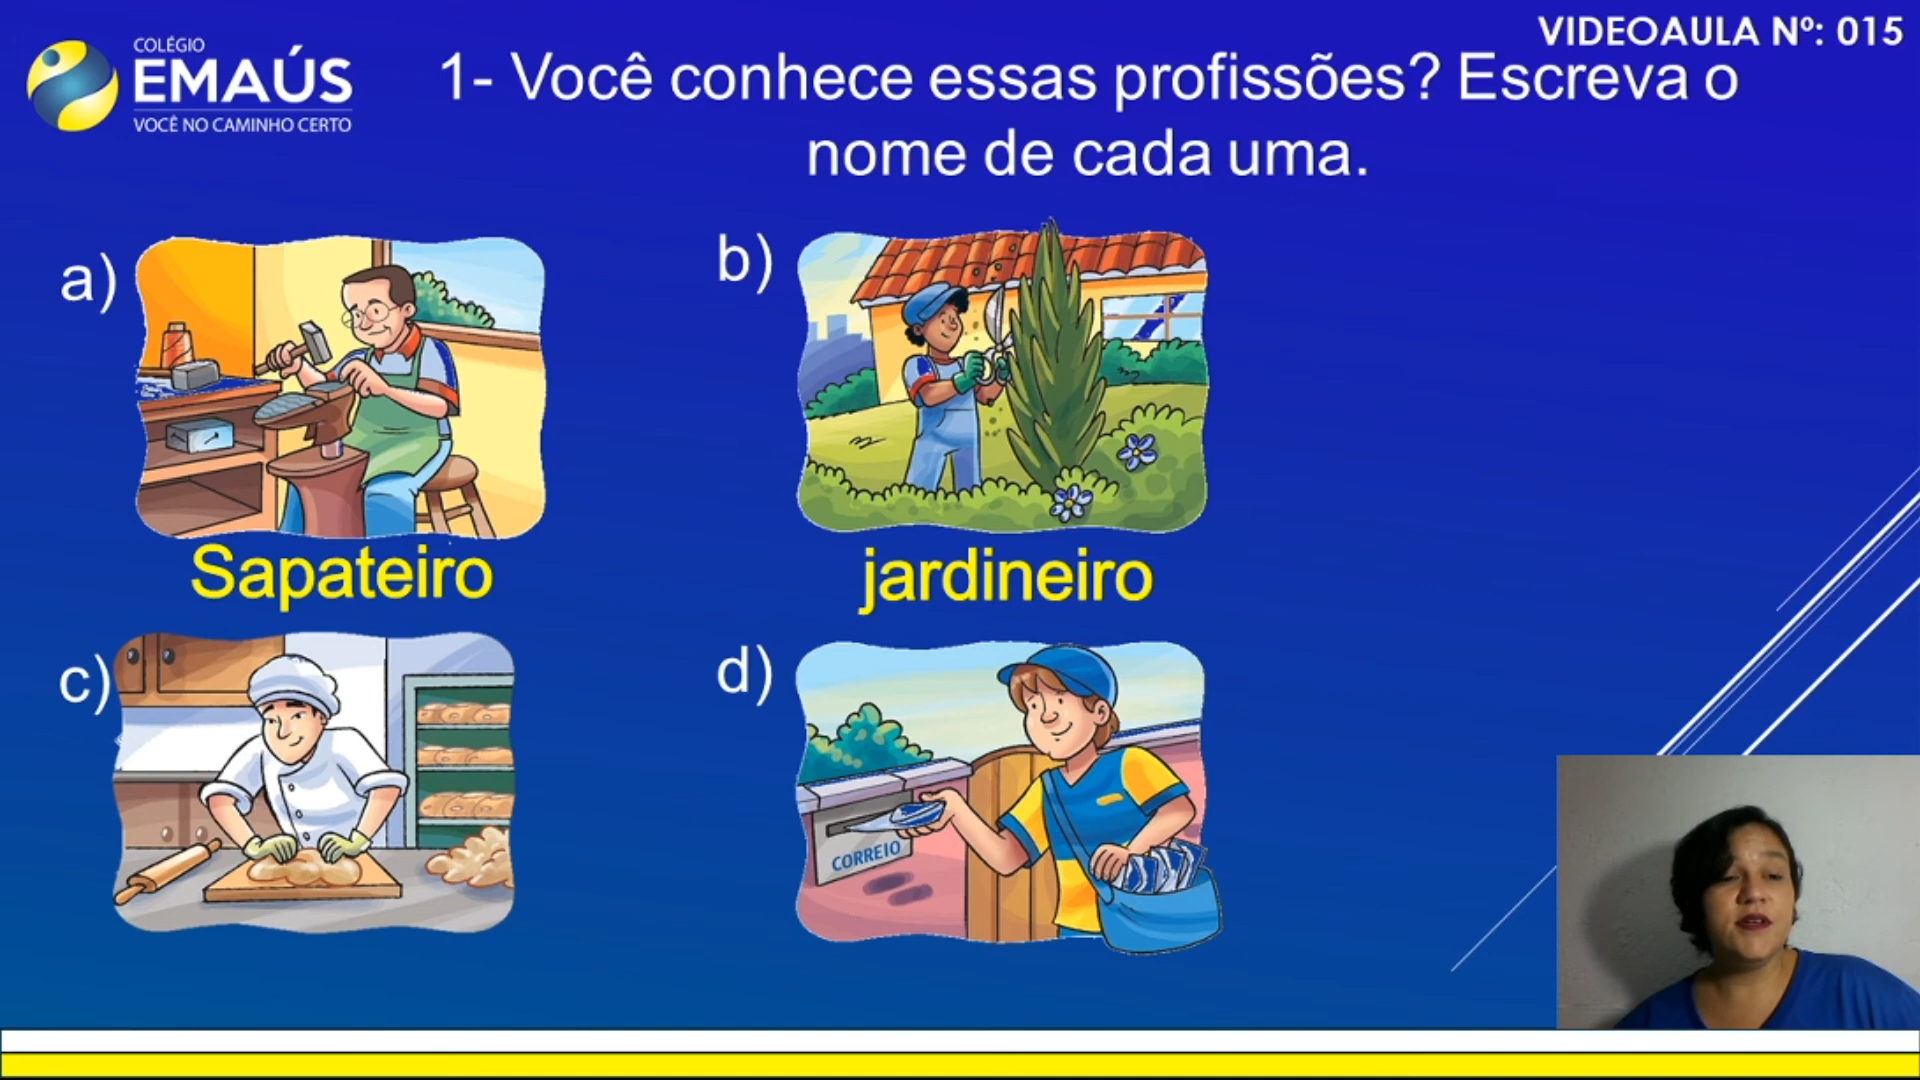 VIDEOAULA Nº: 015
COLÉGIO
EMAÚS
VOCÊ NO CAMINHO CERTO
1- Você conhece essas profissões? Escreva o
nome de cada uma.
a)
b)
Sapateiro
jardineiro
c)
d)
CORREIO